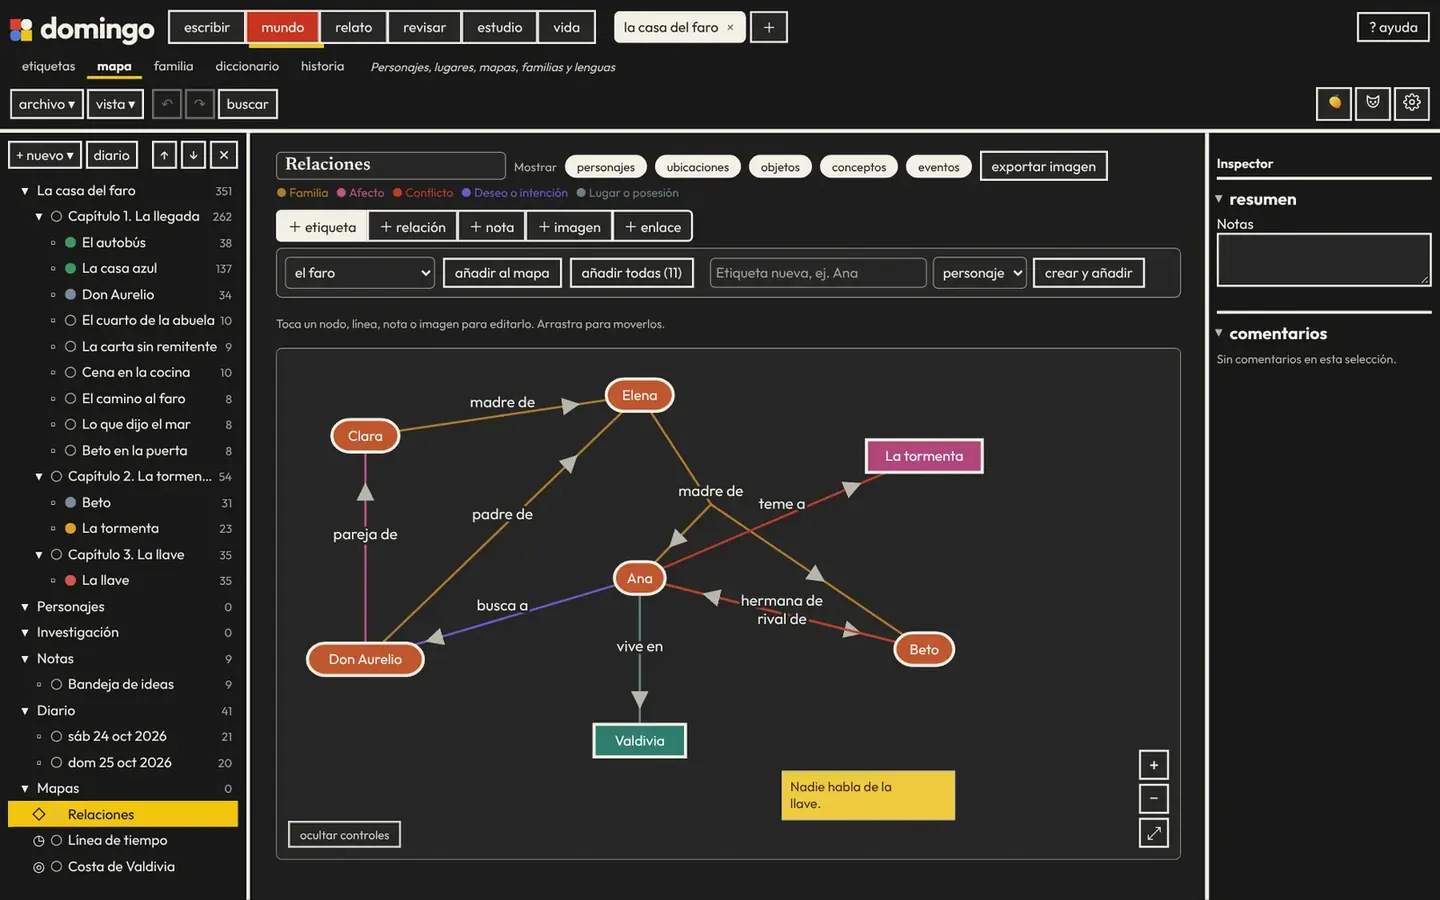 domingo
escribir mundo relato revisar estudio vida
la casa del faro × +
? ayuda
etiquetas mapa familia diccionario historia Personajes, lugares, mapas, familias y lenguas
archivo ▾ vista ▾ ↶ ↷ buscar
+ nuevo ▾ diario ↑ ↓ ✕
▼ La casa del faro 351
▼ Capítulo 1. La llegada 262
El autobús 38
La casa azul 137
Don Aurelio 34
El cuarto de la abuela 10
La carta sin remitente 9
Cena en la cocina 10
El camino al faro 8
Lo que dijo el mar 8
Beto en la puerta 8
▼ Capítulo 2. La tormen... 54
Beto 31
La tormenta 23
▼ Capítulo 3. La llave 35
La llave 35
▼ Personajes 0
▼ Investigación 0
▼ Notas 9
Bandeja de ideas 9
▼ Diario 41
sáb 24 oct 2026 21
dom 25 oct 2026 20
▼ Mapas 0
Relaciones
Línea de tiempo
Costa de Valdivia
Relaciones Mostrar personajes ubicaciones objetos conceptos eventos exportar imagen
Familia Afecto Conflicto Deseo o intención Lugar o posesión
+ etiqueta + relación + nota + imagen + enlace
el faro añadir al mapa añadir todas (11) Etiqueta nueva, ej. Ana personaje crear y añadir
Toca un nodo, línea, nota o imagen para editarlo. Arrastra para moverlos.
Elena
madre de
Clara
La tormenta
madre de
teme a
padre de
pareja de
Ana
busca a
hermana de
rival de
vive en
Beto
Don Aurelio
Valdivia
Nadie habla de la
llave.
ocultar controles
+
−
Inspector
▼ resumen
Notas
▼ comentarios
Sin comentarios en esta selección.